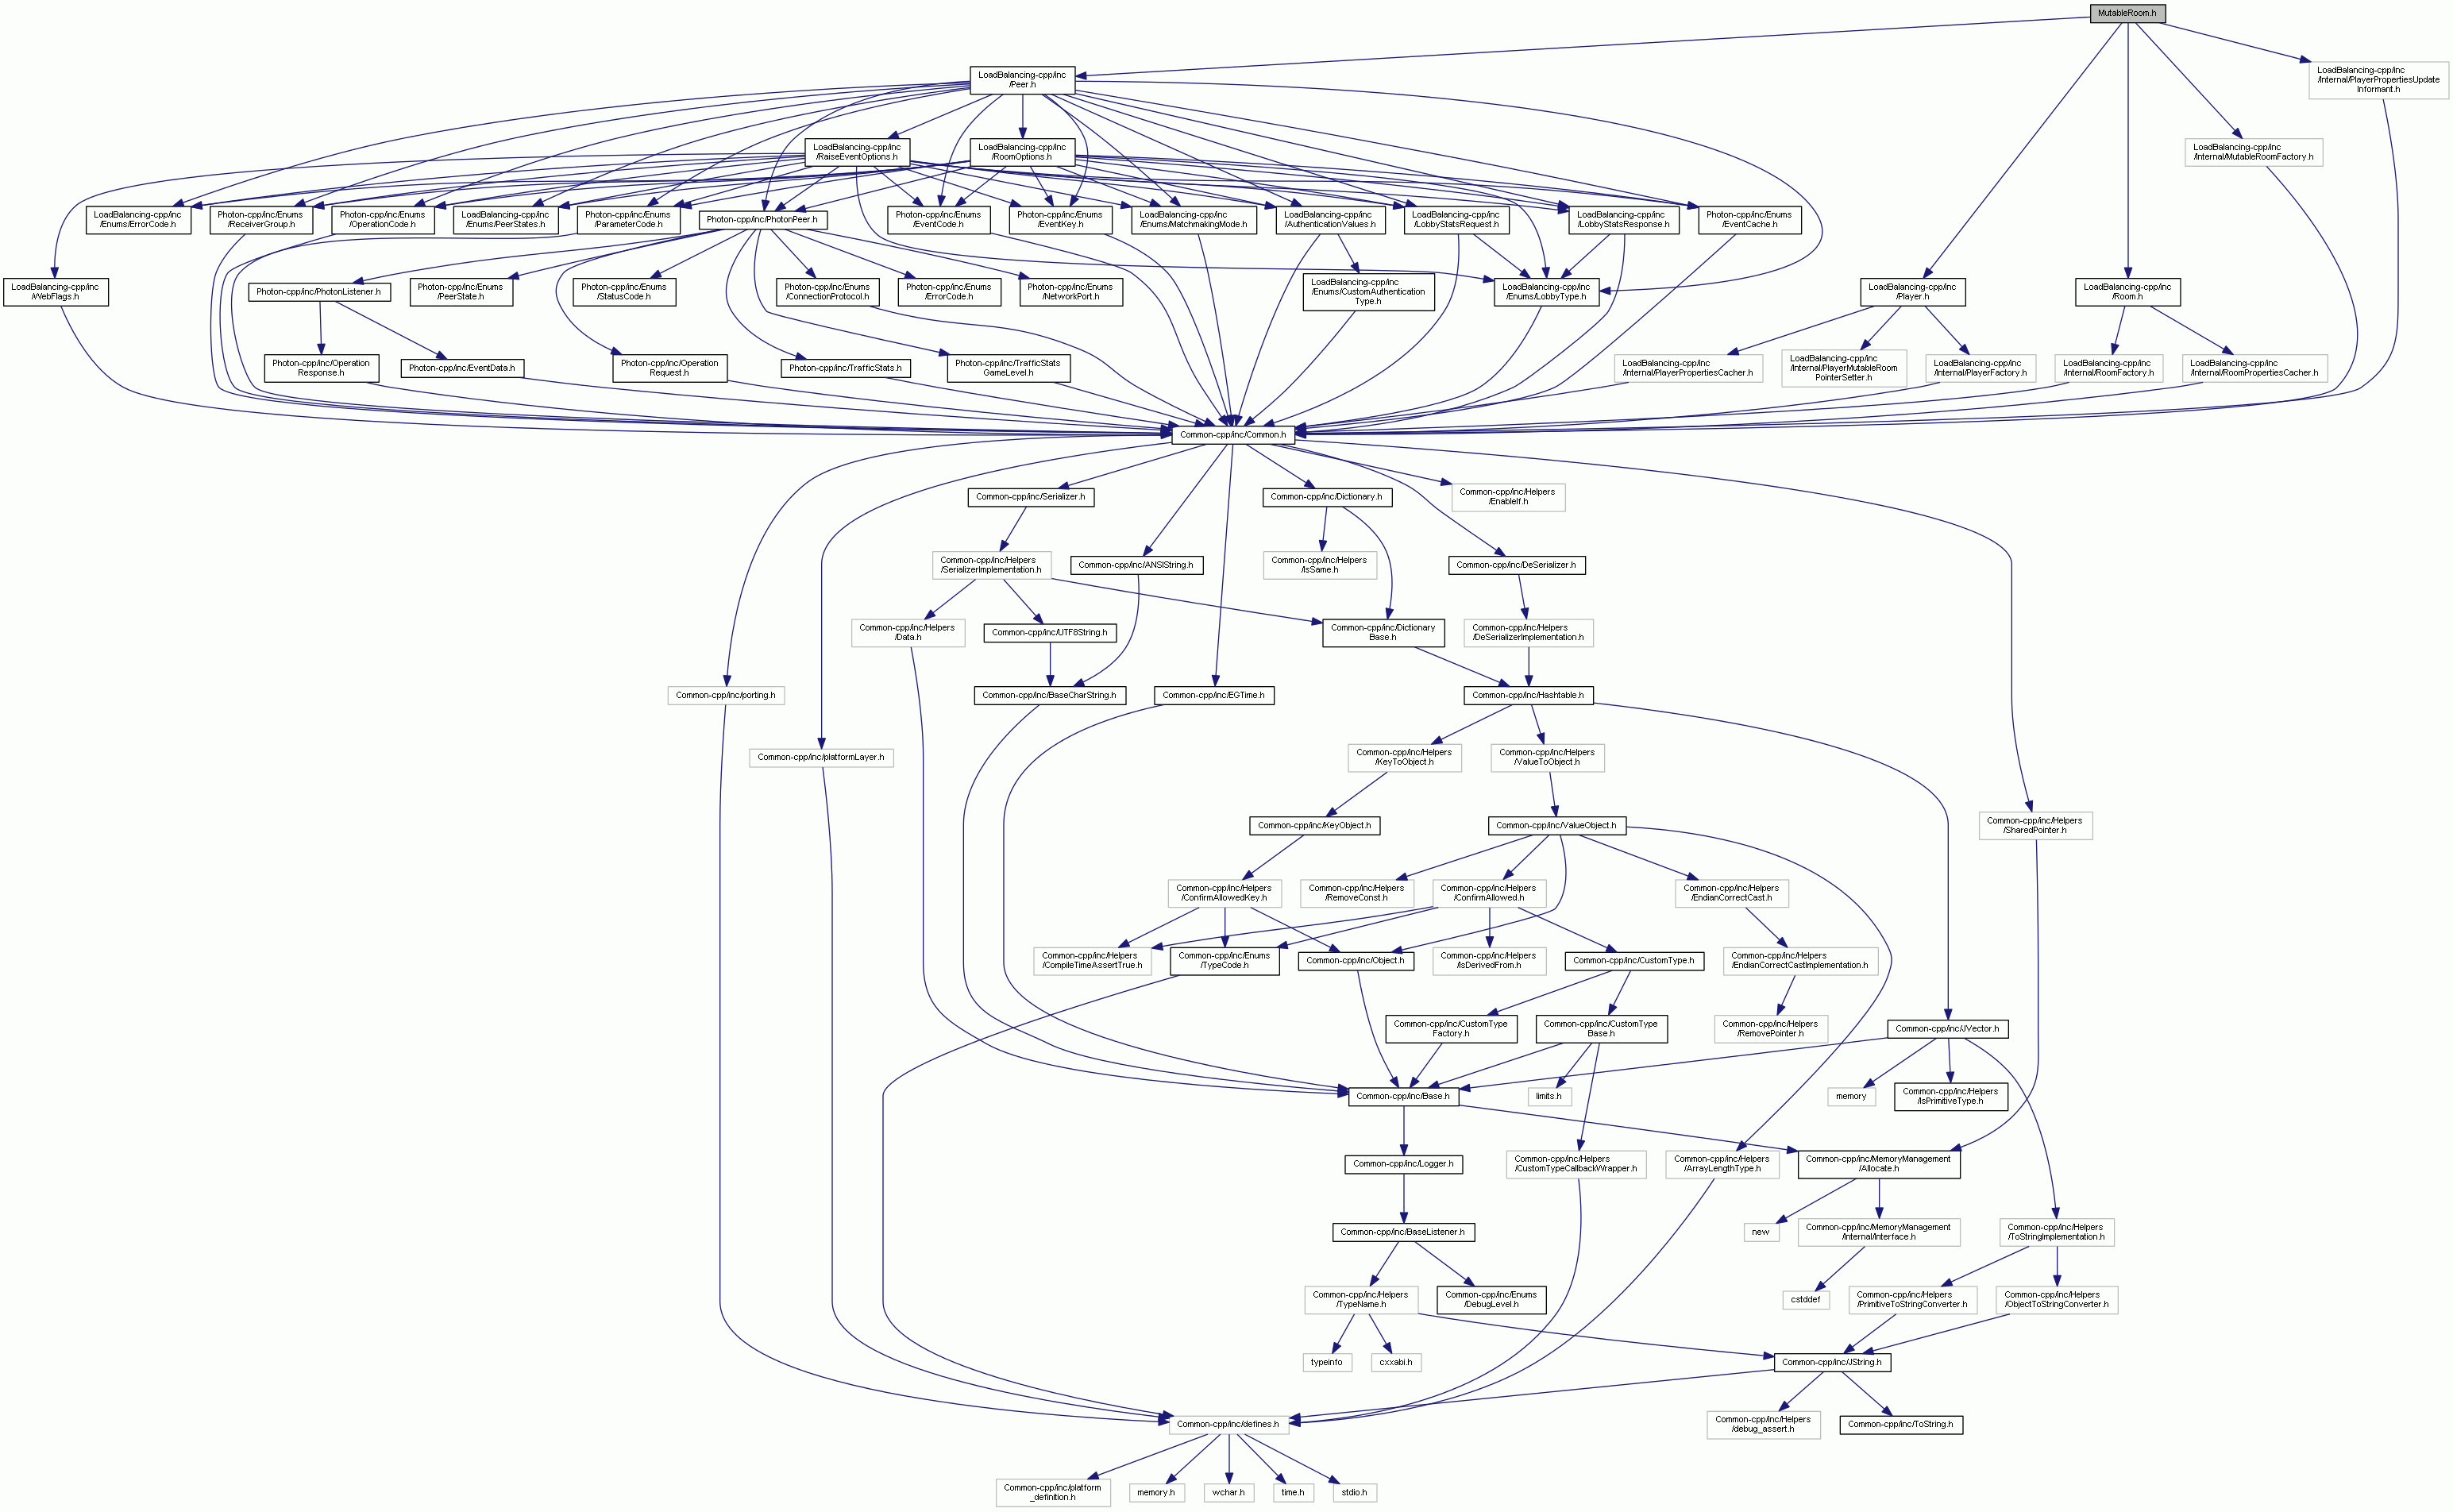 MutableRoom.h
LoadBalancing-cpp/inc
/Peer.h
LoadBalancing-cpp/inc
/Internal/PlayerPropertiesUpdate
Informant.h
LoadBalancing-cpp/inc
/RaiseEventOptions.h
LoadBalancing-cpp/inc
/RoomOptions.h
LoadBalancing-cpp/inc
/Internal/MutableRoomFactory.h
LoadBalancing-cpp/inc
/Enums/ErrorCode.h
Photon-cpp/inc/Enums
/ReceiverGroup.h
Photon-cpp/inc/Enums
/OperationCode.h
LoadBalancing-cpp/inc
/Enums/PeerStates.h
Photon-cpp/inc/Enums
/ParameterCode.h
Photon-cpp/inc/PhotonPeer.h
Photon-cpp/inc/Enums
/EventCode.h
Photon-cpp/inc/Enums
/EventKey.h
LoadBalancing-cpp/inc
/Enums/MatchmakingMode.h
LoadBalancing-cpp/inc
/AuthenticationValues.h
LoadBalancing-cpp/inc
/LobbyStatsRequest.h
LoadBalancing-cpp/inc
/LobbyStatsResponse.h
Photon-cpp/inc/Enums
/EventCache.h
LoadBalancing-cpp/inc
/WebFlags.h
Photon-cpp/inc/PhotonListener.h
Photon-cpp/inc/Enums
/PeerState.h
Photon-cpp/inc/Enums
/StatusCode.h
Photon-cpp/inc/Enums
/ConnectionProtocol.h
Photon-cpp/inc/Enums
/ErrorCode.h
Photon-cpp/inc/Enums
/NetworkPort.h
LoadBalancing-cpp/inc
/Enums/CustomAuthentication
Type.h
LoadBalancing-cpp/inc
/Enums/LobbyType.h
LoadBalancing-cpp/inc
/Player.h
LoadBalancing-cpp/inc
/Room.h
Photon-cpp/inc/Operation
Response.h
Photon-cpp/inc/EventData.h
Photon-cpp/inc/Operation
Request.h
Photon-cpp/inc/TrafficStats.h
Photon-cpp/inc/TrafficStats
GameLevel.h
LoadBalancing-cpp/inc
/Internal/PlayerPropertiesCacher.h
LoadBalancing-cpp/inc
/Internal/PlayerMutableRoom
PointerSetter.h
LoadBalancing-cpp/inc
/Internal/PlayerFactory.h
LoadBalancing-cpp/inc
/Internal/RoomFactory.h
LoadBalancing-cpp/inc
/Internal/RoomPropertiesCacher.h
Common-cpp/inc/Common.h
Common-cpp/inc/Serializer.h
Common-cpp/inc/Dictionary.h
Common-cpp/inc/Helpers
/EnableIf.h
Common-cpp/inc/Helpers
/SerializerImplementation.h
Common-cpp/inc/ANSIString.h
Common-cpp/inc/Helpers
/IsSame.h
Common-cpp/inc/DeSerializer.h
Common-cpp/inc/Helpers
/Data.h
Common-cpp/inc/UTF8String.h
Common-cpp/inc/Dictionary
Base.h
Common-cpp/inc/Helpers
/DeSerializerImplementation.h
Common-cpp/inc/porting.h
Common-cpp/inc/BaseCharString.h
Common-cpp/inc/EGTime.h
Common-cpp/inc/Hashtable.h
Common-cpp/inc/platformLayer.h
Common-cpp/inc/Helpers
/KeyToObject.h
Common-cpp/inc/Helpers
/ValueToObject.h
Common-cpp/inc/KeyObject.h
Common-cpp/inc/ValueObject.h
Common-cpp/inc/Helpers
/SharedPointer.h
Common-cpp/inc/Helpers
/ConfirmAllowedKey.h
Common-cpp/inc/Helpers
/RemoveConst.h
Common-cpp/inc/Helpers
/ConfirmAllowed.h
Common-cpp/inc/Helpers
/EndianCorrectCast.h
Common-cpp/inc/Helpers
/CompileTimeAssertTrue.h
Common-cpp/inc/Enums
/TypeCode.h
Common-cpp/inc/Object.h
Common-cpp/inc/Helpers
/IsDerivedFrom.h
Common-cpp/inc/CustomType.h
Common-cpp/inc/Helpers
/EndianCorrectCastImplementation.h
Common-cpp/inc/CustomType
Factory.h
Common-cpp/inc/CustomType
Base.h
Common-cpp/inc/Helpers
/RemovePointer.h
Common-cpp/inc/JVector.h
Common-cpp/inc/Base.h
limits.h
memory
Common-cpp/inc/Helpers
/IsPrimitiveType.h
Common-cpp/inc/Logger.h
Common-cpp/inc/Helpers
/CustomTypeCallbackWrapper.h
Common-cpp/inc/Helpers
/ArrayLengthType.h
Common-cpp/inc/MemoryManagement
/Allocate.h
Common-cpp/inc/BaseListener.h
new
Common-cpp/inc/MemoryManagement
/Internal/Interface.h
Common-cpp/inc/Helpers
/ToStringImplementation.h
Common-cpp/inc/Helpers
/TypeName.h
Common-cpp/inc/Enums
/DebugLevel.h
cstddef
Common-cpp/inc/Helpers
/PrimitiveToStringConverter.h
Common-cpp/inc/Helpers
/ObjectToStringConverter.h
typeinfo
cxxabi.h
Common-cpp/inc/JString.h
Common-cpp/inc/defines.h
Common-cpp/inc/Helpers
/debug_assert.h
Common-cpp/inc/ToString.h
Common-cpp/inc/platform
_definition.h
memory.h
wchar.h
time.h
stdio.h